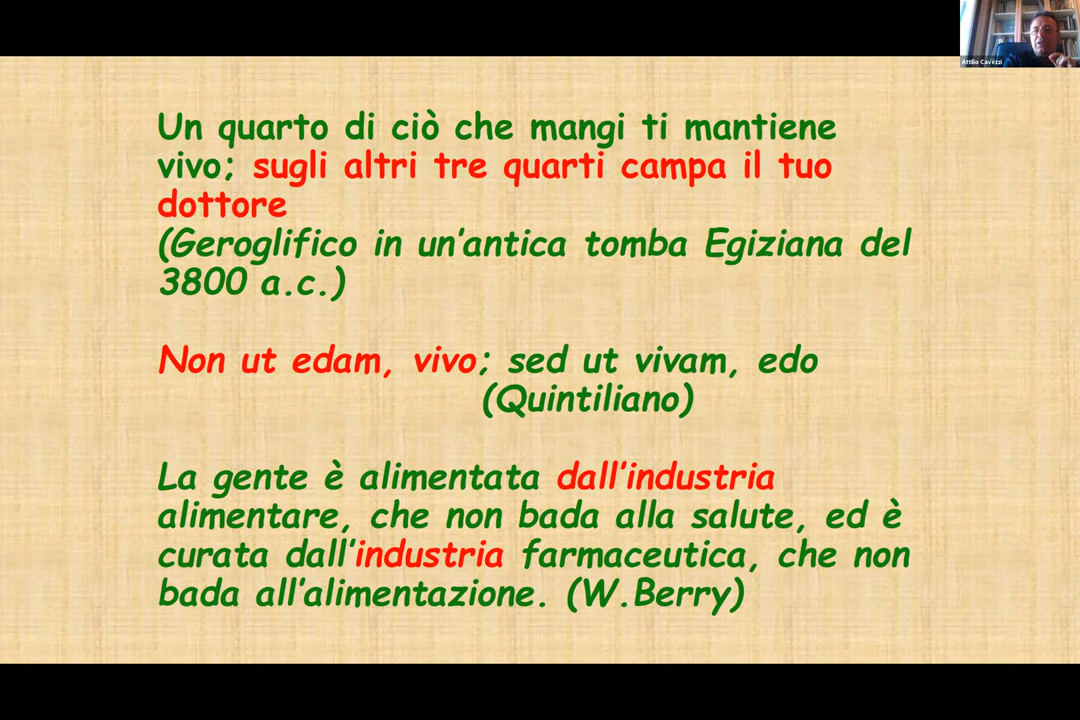 Attilio Cavezzi
Un quarto di ciò che mangi ti mantiene
vivo; sugli altri tre quarti campa il tuo
dottore
(Geroglifico in un'antica tomba Egiziana del
3800 a.c.)
Non ut edam, vivo; sed ut vivam, edo
(Quintiliano)
La gente è alimentata dall'industria
alimentare, che non bada alla salute, ed è
curata dall'industria farmaceutica, che non
bada all'alimentazione. (W.Berry)